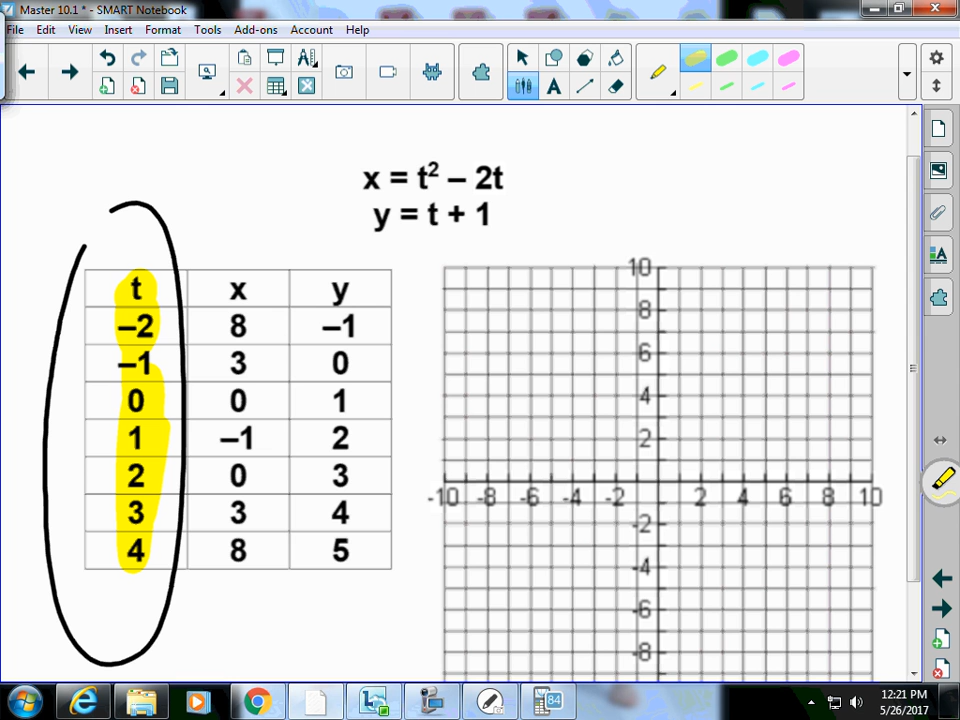 Master 10.1 * - SMART Notebook
File Edit View Insert Format Tools Add-ons Account Help
x = t² – 2t
y = t + 1
t x y
–2 8 –1
–1 3 0
0 0 1
1 –1 2
2 0 3
3 3 4
4 8 5
10
8
6
4
2
-10 -8 -6 -4 -2 2 4 6 8 10
-2
-4
-6
-8
84
12:21 PM
5/26/2017